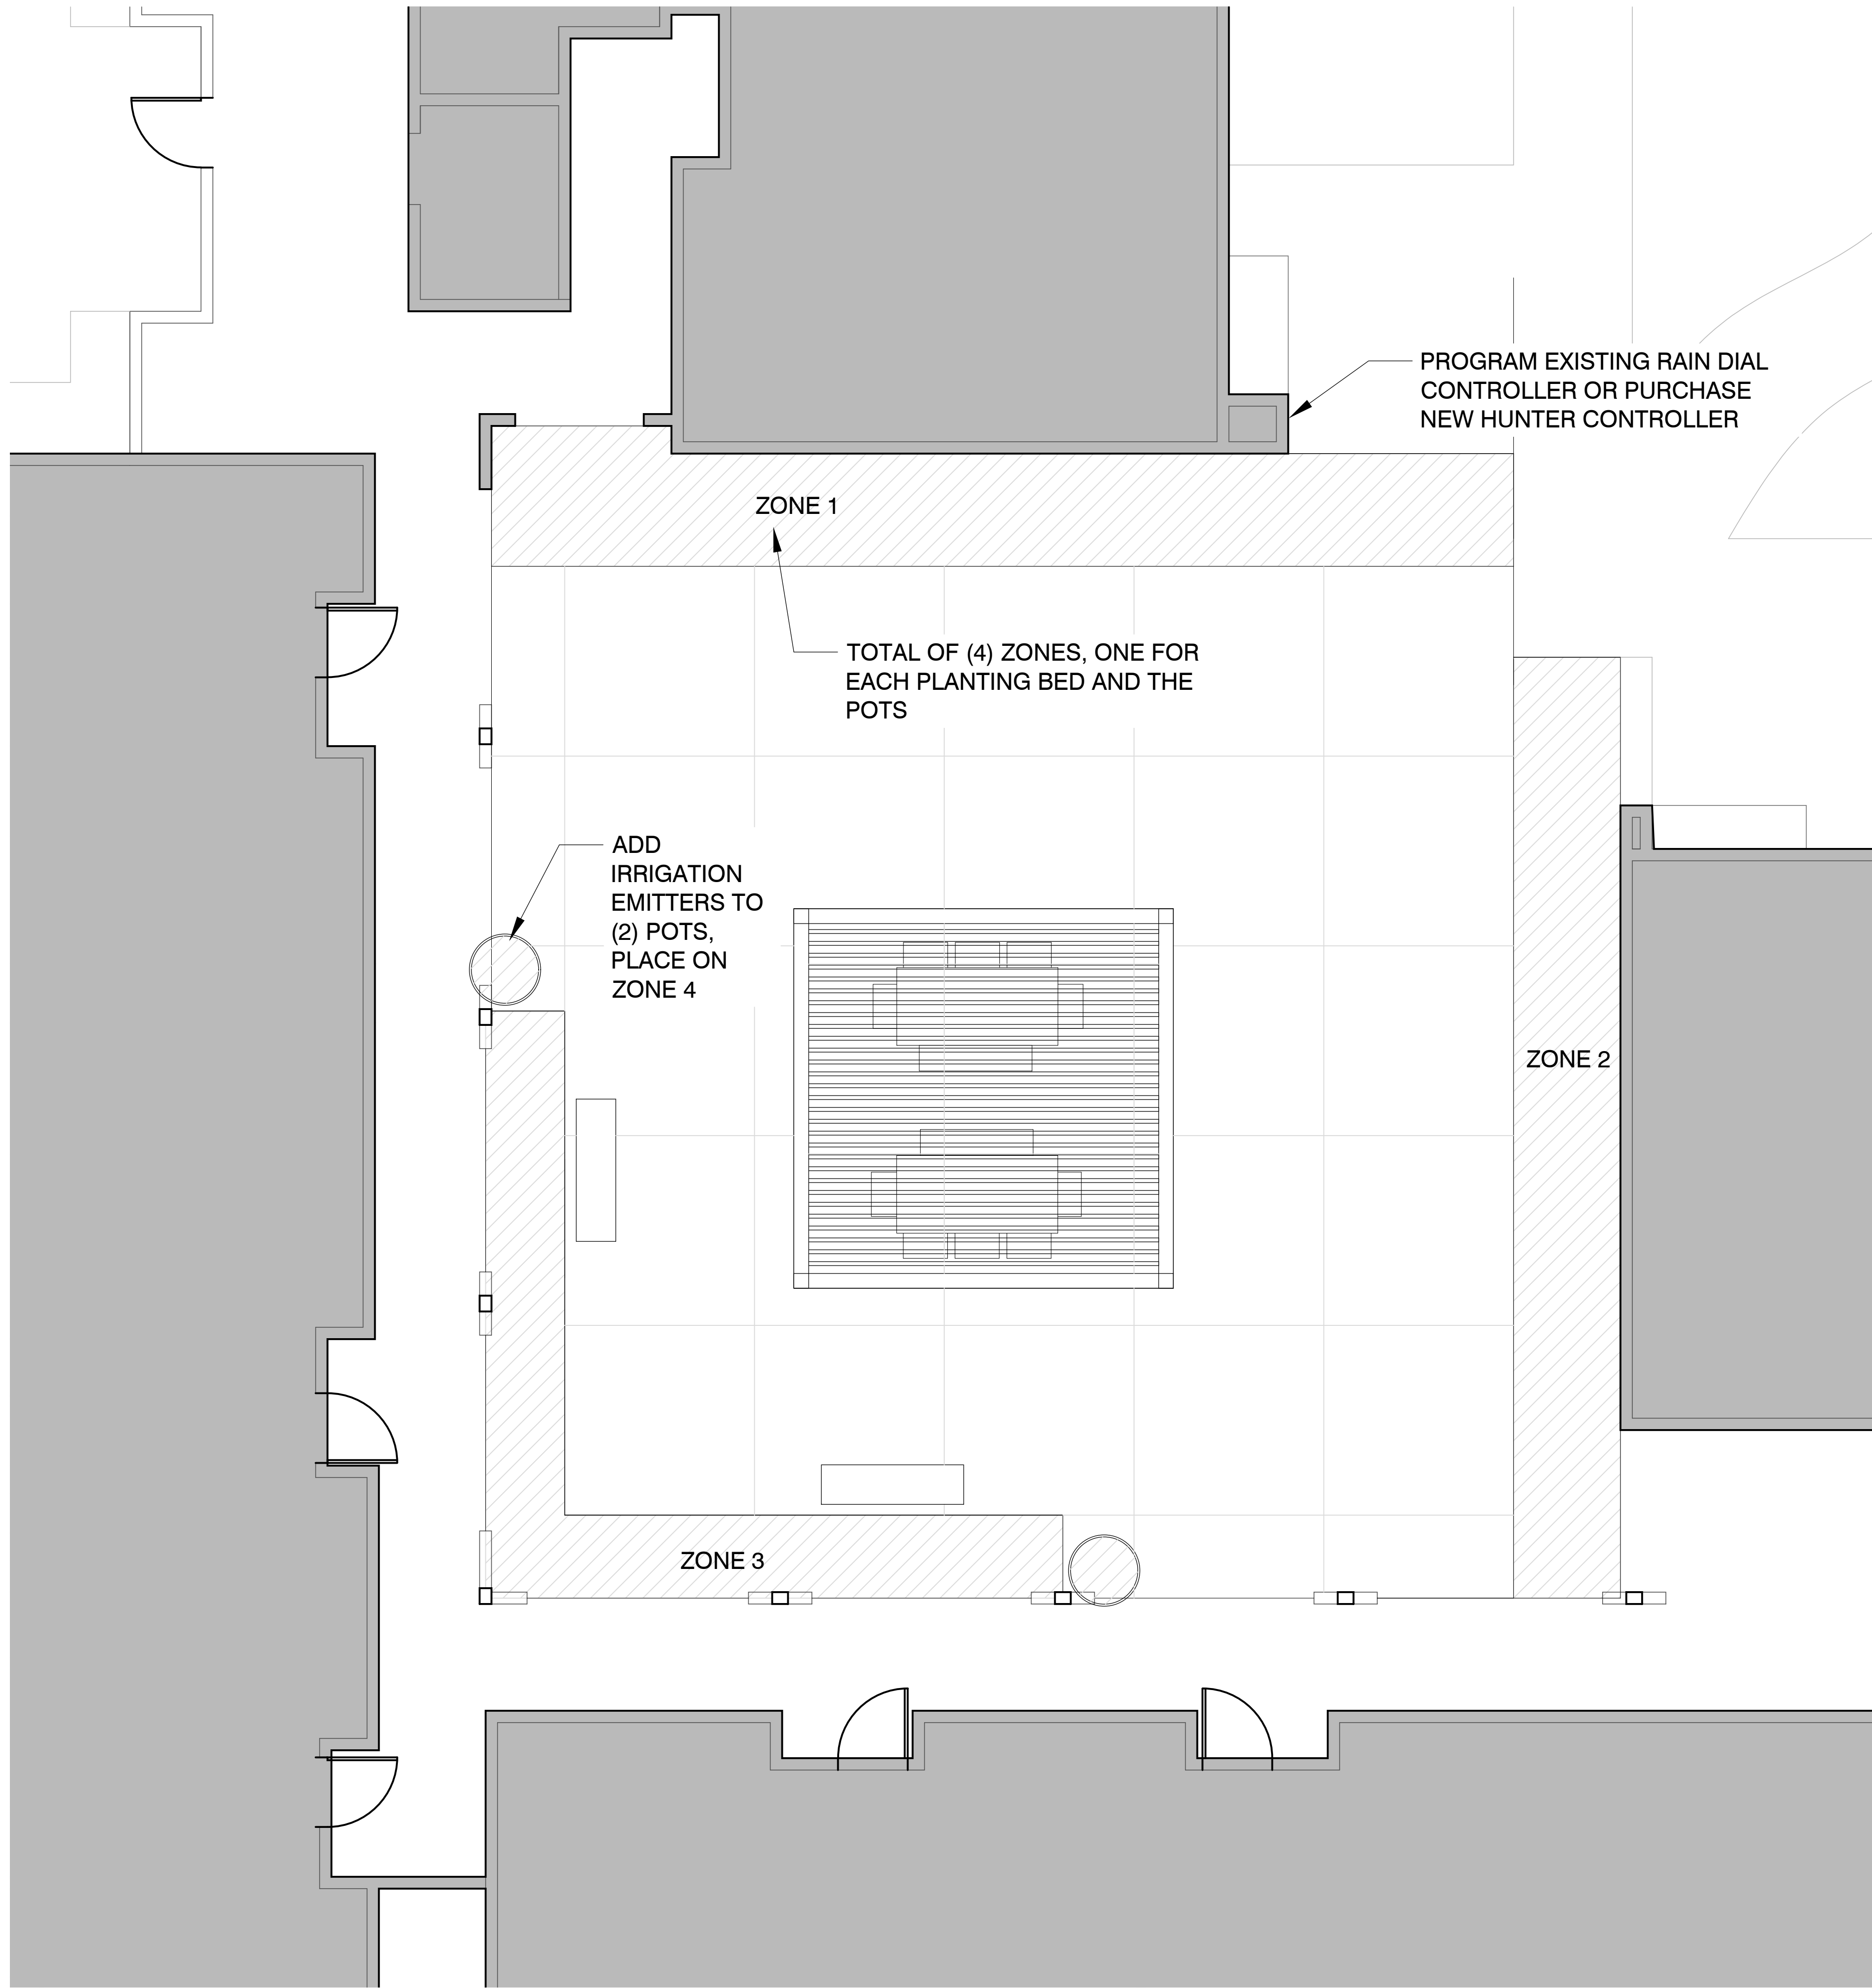 PROGRAM EXISTING RAIN DIAL
CONTROLLER OR PURCHASE
NEW HUNTER CONTROLLER
ZONE 1
TOTAL OF (4) ZONES, ONE FOR
EACH PLANTING BED AND THE
POTS
ADD
IRRIGATION
EMITTERS TO
(2) POTS,
PLACE ON
ZONE 4
ZONE 2
ZONE 3